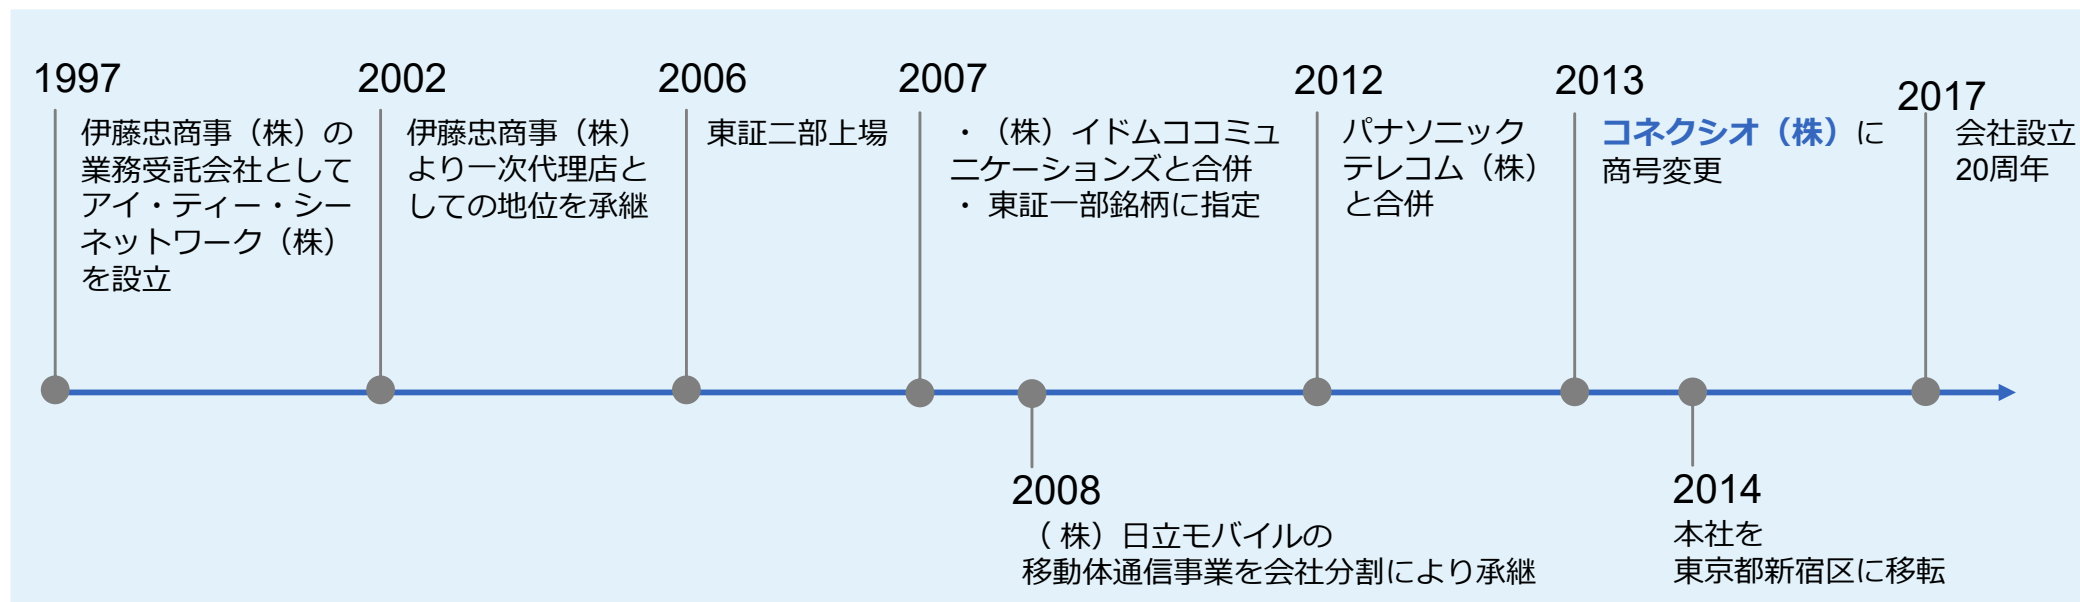 1997
伊藤忠商事（株）の
業務受託会社として
アイ・ティー・シー
ネットワーク（株）
を設立
2002
伊藤忠商事（株）
より一次代理店と
しての地位を承継
2006
東証二部上場
2007
・（株）イドムココミュ
ニケーションズと合併
・ 東証一部銘柄に指定
2008
（ 株）日立モバイルの
移動体通信事業を会社分割により承継
2012
パナソニック
テレコム（株）
と合併
2013
コネクシオ（株）に
商号変更
2014
本社を
東京都新宿区に移転
2017
会社設立
20周年